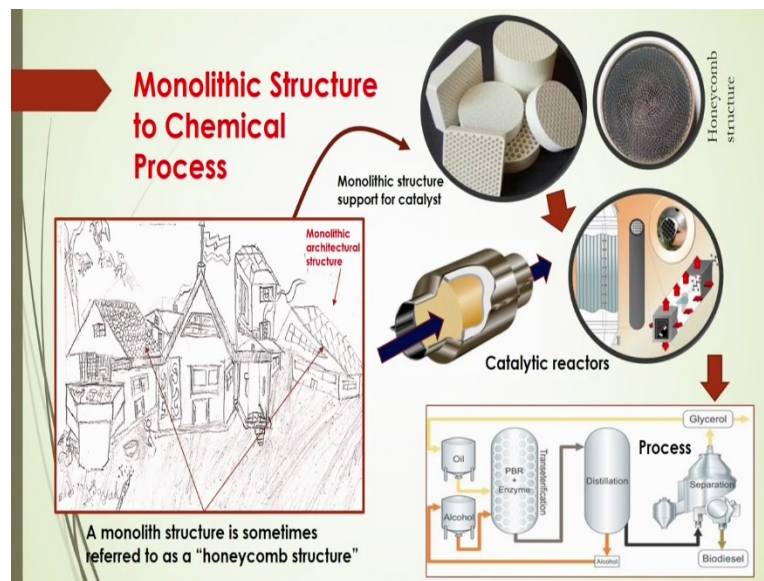 Monolithic Structure
to Chemical
Process
Honeycomb
structure
Monolithic structure
support for catalyst
Monolithic
architectural
structure
Catalytic reactors
A monolith structure is sometimes
referred to as a “honeycomb structure”
Process
Glycerol
Oil
Alcohol
PBR
+
Enzyme
Transeterification
Distillation
Separation
Alcohol
Biodiesel